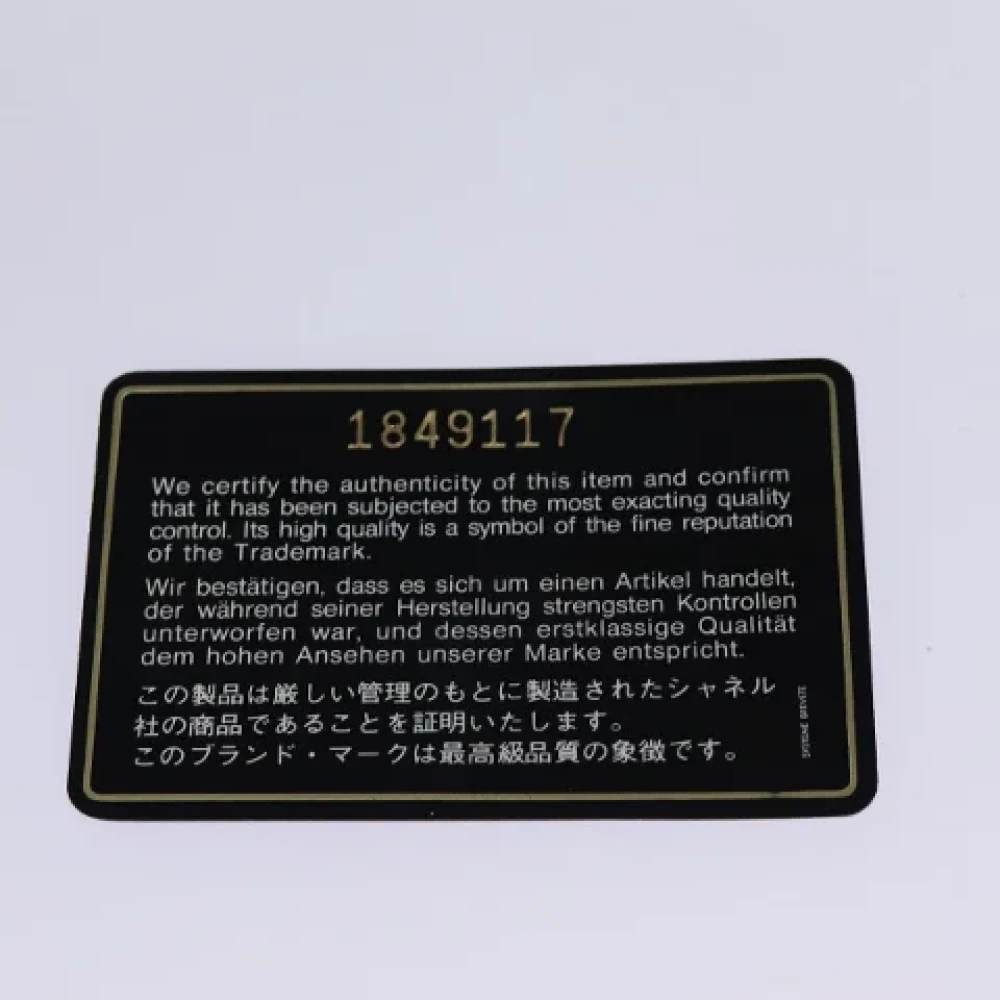 1849117
We certify the authenticity of this item and confirm
that it has been subjected to the most exacting quality
control. Its high quality is a symbol of the fine reputation
of the Trademark.
Wir bestätigen, dass es sich um einen Artikel handelt,
der während seiner Herstellung strengsten Kontrollen
unterworfen war, und dessen erstklassige Qualität
dem hohen Ansehen unserer Marke entspricht.
この製品は厳しい管理のもとに製造されたシャネル
社の商品であることを証明いたします。
このブランド・マークは最高級品質の象徴です。